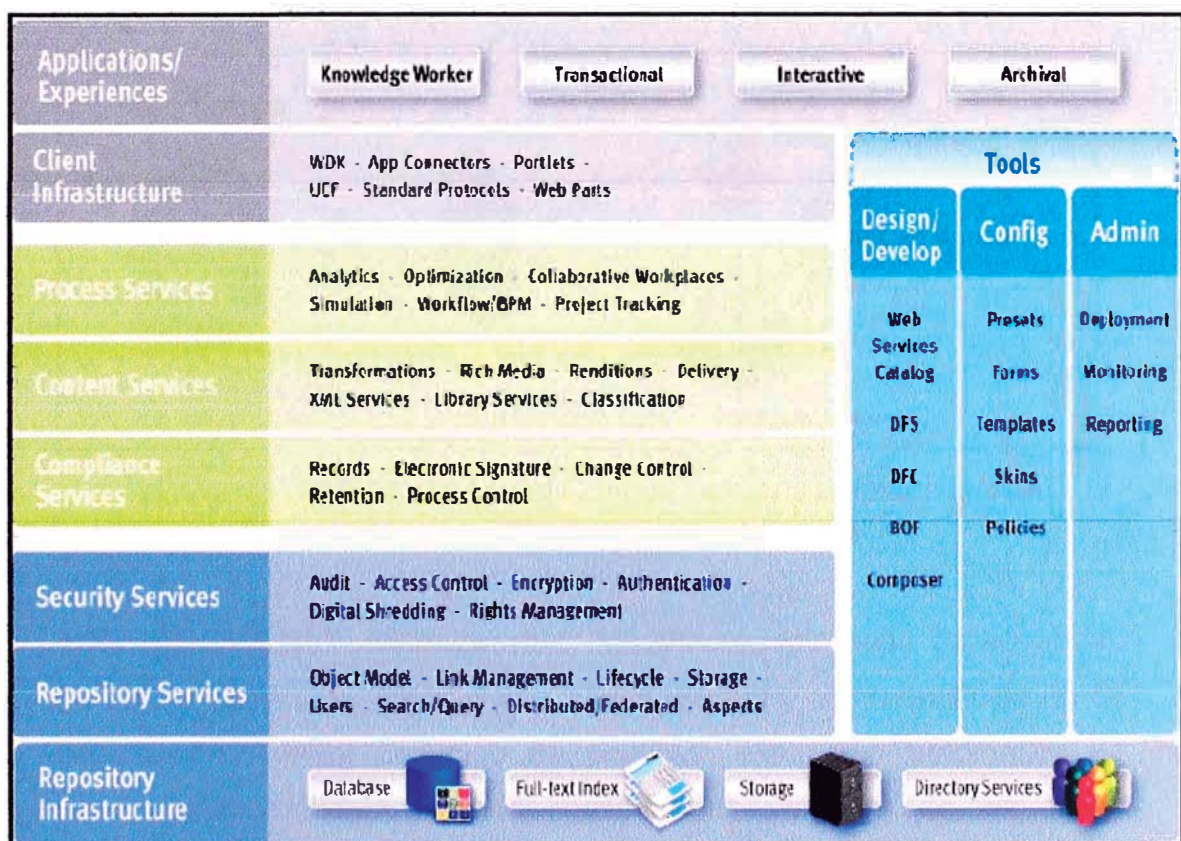 Applications/
Experiences
Knowledge Worker
Transactional
Interactive
Archival
Client
Infrastructure
WDK - App Connectors - Portlets -
UCF - Standard Protocols - Web Parts
Process Services
Analytics - Optimization - Collaborative Workplaces -
Simulation - Workflow/BPM - Project Tracking
Content Services
Transformations - Rich Media - Renditions - Delivery -
XML Services - Library Services - Classification
Compliance
Services
Records - Electronic Signature - Change Control -
Retention - Process Control
Security Services
Audit - Access Control - Encryption - Authentication -
Digital Shredding - Rights Management
Repository Services
Object Model - Link Management - Lifecycle - Storage -
Users - Search/Query - Distributed/Federated - Aspects
Repository
Infrastructure
Database
Full-text Index
Storage
Directory Services
Tools
Design/
Develop
Web
Services
Catalog
DFS
DFC
BOF
Composer
Config
Presets
Forms
Templates
Skins
Policies
Admin
Deployment
Monitoring
Reporting